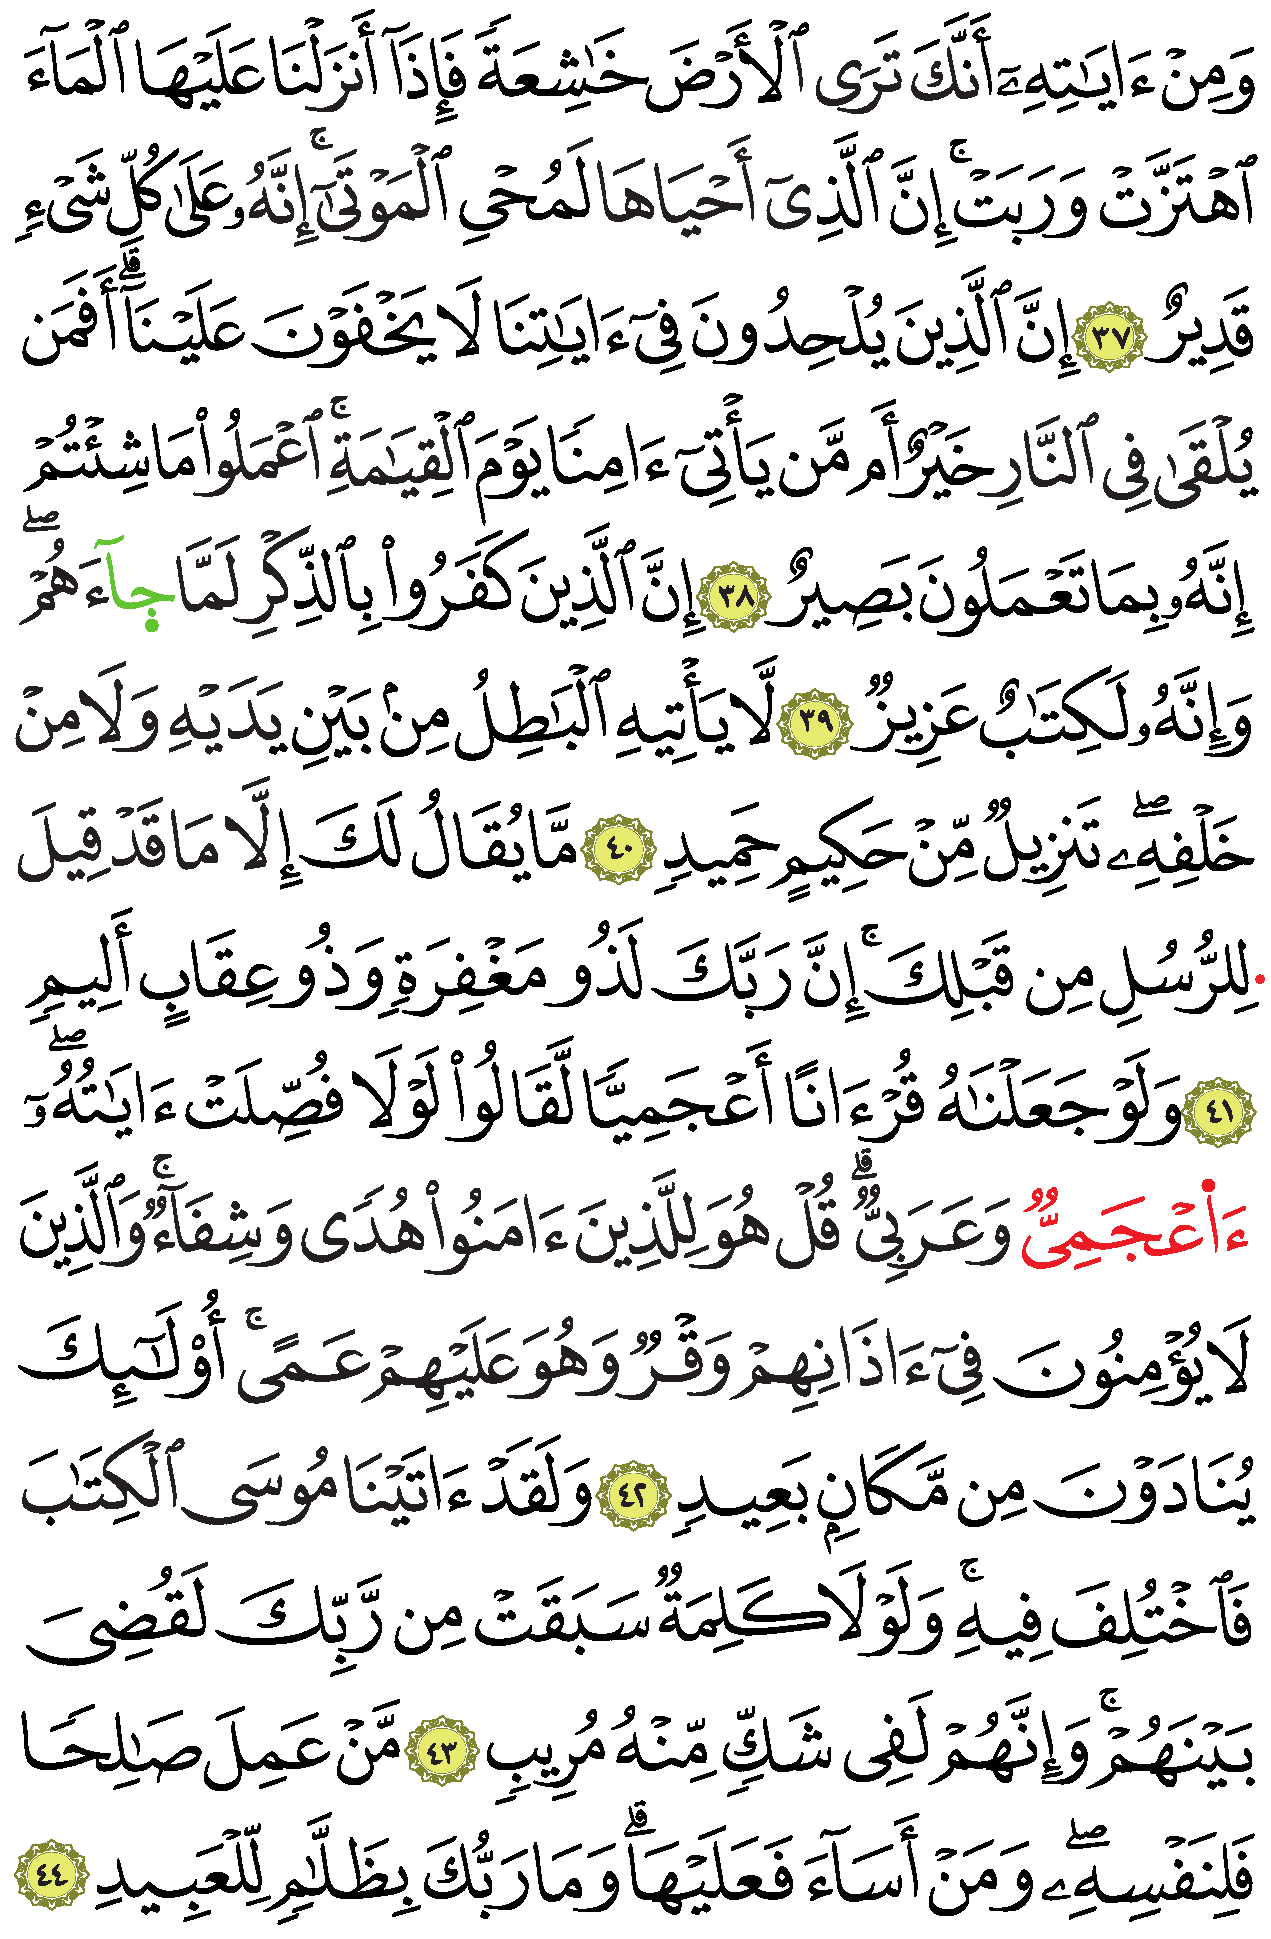 وَمِنْ ءَايَٰتِهِۦٓ أَنَّكَ تَرَى ٱلْأَرْضَ خَٰشِعَةً فَإِذَآ أَنزَلْنَا عَلَيْهَا ٱلْمَآءَ
ٱهْتَزَّتْ وَرَبَتْ ۚ إِنَّ ٱلَّذِىٓ أَحْيَاهَا لَمُحْىِ ٱلْمَوْتَىٰٓ ۚ إِنَّهُۥ عَلَىٰ كُلِّ شَىْءٍ
قَدِيرٌ ٣٧ إِنَّ ٱلَّذِينَ يُلْحِدُونَ فِىٓ ءَايَٰتِنَا لَا يَخْفَوْنَ عَلَيْنَآ ۗ أَفَمَن
يُلْقَىٰ فِى ٱلنَّارِ خَيْرٌ أَم مَّن يَأْتِىٓ ءَامِنًا يَوْمَ ٱلْقِيَٰمَةِ ۚ ٱعْمَلُوا۟ مَا شِئْتُمْ
إِنَّهُۥ بِمَا تَعْمَلُونَ بَصِيرٌ ٣٨ إِنَّ ٱلَّذِينَ كَفَرُوا۟ بِٱلذِّكْرِ لَمَّا جَآءَهُمْ ۖ
وَإِنَّهُۥ لَكِتَٰبٌ عَزِيزٌ ٣٩ لَّا يَأْتِيهِ ٱلْبَٰطِلُ مِنۢ بَيْنِ يَدَيْهِ وَلَا مِنْ
خَلْفِهِۦ ۖ تَنزِيلٌ مِّنْ حَكِيمٍ حَمِيدٍ ٤٠ مَّا يُقَالُ لَكَ إِلَّا مَا قَدْ قِيلَ
لِلرُّسُلِ مِن قَبْلِكَ ۚ إِنَّ رَبَّكَ لَذُو مَغْفِرَةٍ وَذُو عِقَابٍ أَلِيمٍ
٤١ وَلَوْ جَعَلْنَٰهُ قُرْءَانًا أَعْجَمِيًّا لَّقَالُوا۟ لَوْلَا فُصِّلَتْ ءَايَٰتُهُۥٓ ۖ
ءَا۬عْجَمِىٌّ وَعَرَبِىٌّ ۗ قُلْ هُوَ لِلَّذِينَ ءَامَنُوا۟ هُدًى وَشِفَآءٌ ۚ وَٱلَّذِينَ
لَا يُؤْمِنُونَ فِىٓ ءَاذَانِهِمْ وَقْرٌ وَهُوَ عَلَيْهِمْ عَمًى ۚ أُو۟لَٰٓئِكَ
يُنَادَوْنَ مِن مَّكَانٍۭ بَعِيدٍ ٤٢ وَلَقَدْ ءَاتَيْنَا مُوسَى ٱلْكِتَٰبَ
فَٱخْتُلِفَ فِيهِ ۚ وَلَوْلَا كَلِمَةٌ سَبَقَتْ مِن رَّبِّكَ لَقُضِىَ
بَيْنَهُمْ ۚ وَإِنَّهُمْ لَفِى شَكٍّ مِّنْهُ مُرِيبٍ ٤٣ مَّنْ عَمِلَ صَٰلِحًا
فَلِنَفْسِهِۦ ۖ وَمَنْ أَسَآءَ فَعَلَيْهَا ۗ وَمَا رَبُّكَ بِظَلَّٰمٍ لِّلْعَبِيدِ ٤٤